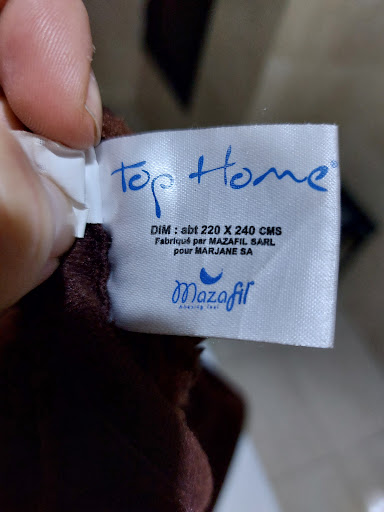 Top Home®
DIM : abt 220 X 240 CMS
Fabriqué par MAZAFIL SARL
pour MARJANE SA
Mazafil